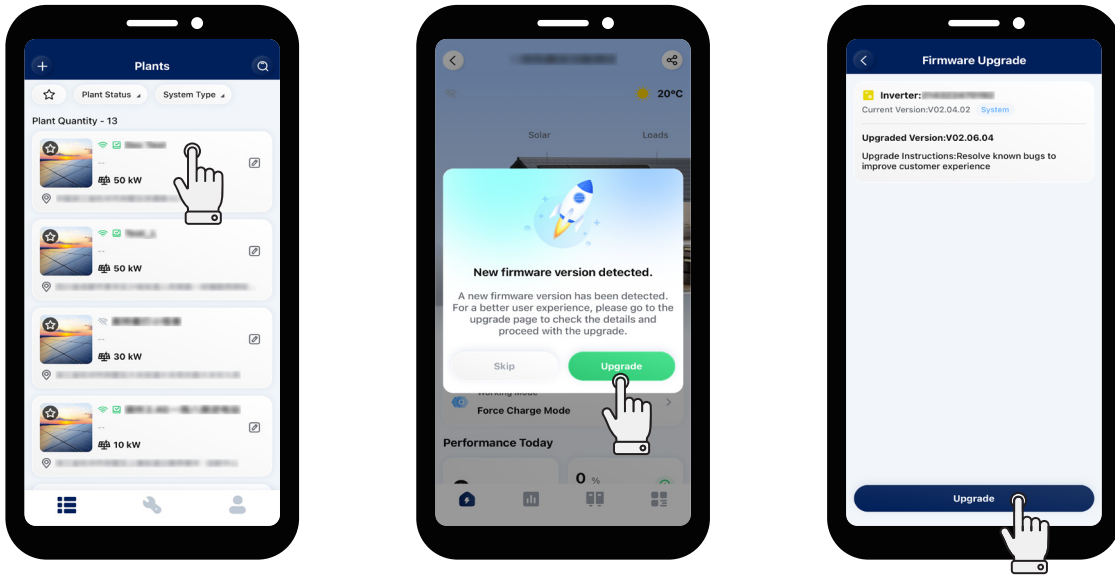 Plants
Plant Status
System Type
Plant Quantity - 13
--
50 kW
--
50 kW
--
30 kW
--
10 kW
20°C
Solar
Loads
New firmware version detected.
A new firmware version has been detected.
For a better user experience, please go to the
upgrade page to check the details and
proceed with the upgrade.
Skip
Upgrade
Working Mode
Force Charge Mode
Performance Today
0 %
Firmware Upgrade
Inverter:
Current Version:V02.04.02
System
Upgraded Version:V02.06.04
Upgrade Instructions:Resolve known bugs to
improve customer experience
Upgrade